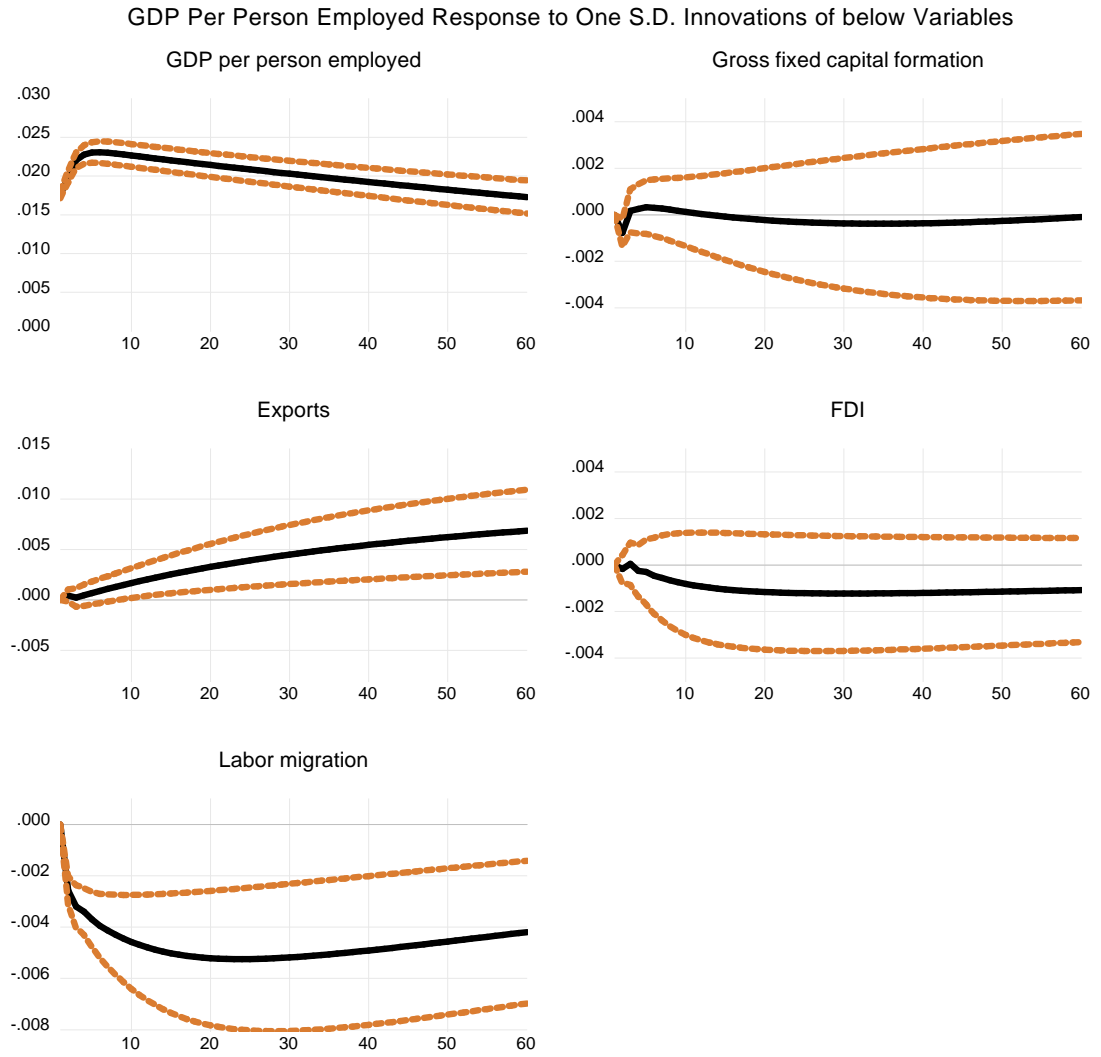 GDP Per Person Employed Response to One S.D. Innovations of below Variables
GDP per person employed
.030
.025
.020
.015
.010
.005
.000
10 20 30 40 50 60
Gross fixed capital formation
.004
.002
.000
-.002
-.004
10 20 30 40 50 60
Exports
.015
.010
.005
.000
-.005
10 20 30 40 50 60
FDI
.004
.002
.000
-.002
-.004
10 20 30 40 50 60
Labor migration
.000
-.002
-.004
-.006
-.008
10 20 30 40 50 60